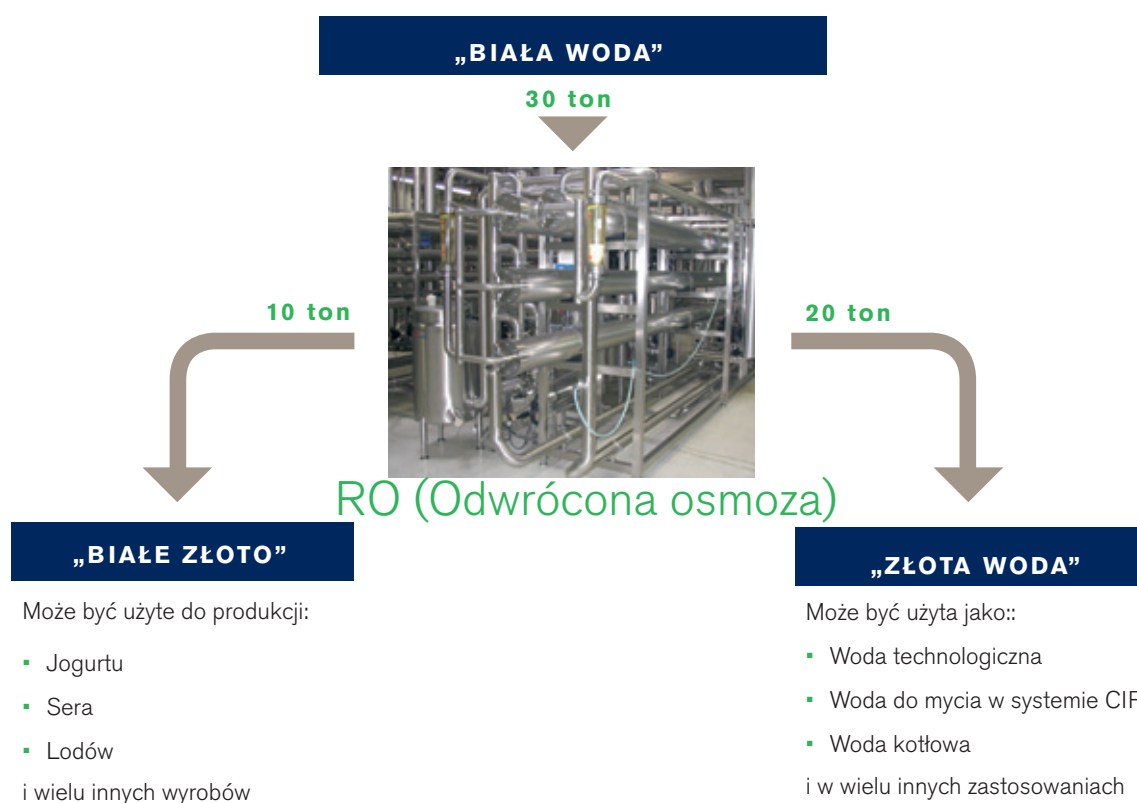 „BIAŁA WODA”
30 ton
10 ton
20 ton
RO (Odwrócona osmoza)
„BIAŁE ZŁOTO”
Może być użyte do produkcji:
▪ Jogurtu
▪ Sera
▪ Lodów
i wielu innych wyrobów
„ZŁOTA WODA”
Może być użyta jako::
▪ Woda technologiczna
▪ Woda do mycia w systemie
▪ Woda kotłowa
i w wielu innych zastosowaniach